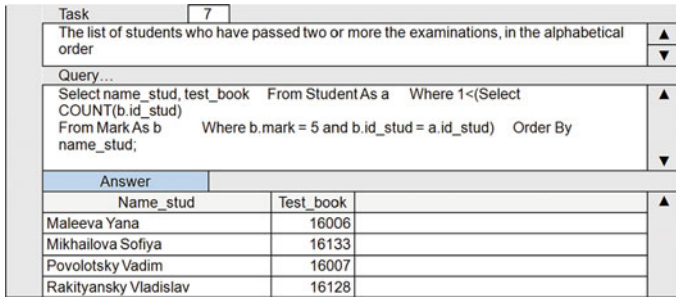 Task 7
The list of students who have passed two or more the examinations, in the alphabetical
order
Query...
Select name_stud, test_book From Student As a Where 1<(Select
COUNT(b.id_stud)
From Mark As b Where b.mark = 5 and b.id_stud = a.id_stud) Order By
name_stud;
Answer
Name_stud Test_book
Maleeva Yana 16006
Mikhailova Sofiya 16133
Povolotsky Vadim 16007
Rakityansky Vladislav 16128